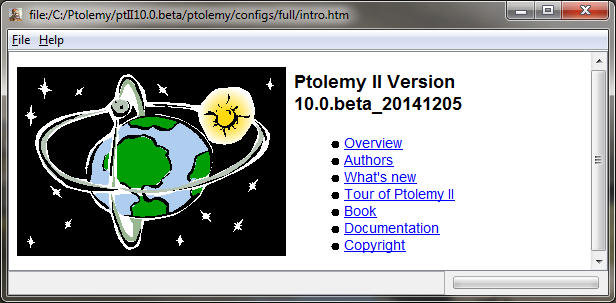 file:/C:/Ptolemy/ptII10.0.beta/ptolemy/configs/full/intro.htm
File Help
Ptolemy II Version
10.0.beta_20141205
Overview
Authors
What's new
Tour of Ptolemy II
Book
Documentation
Copyright